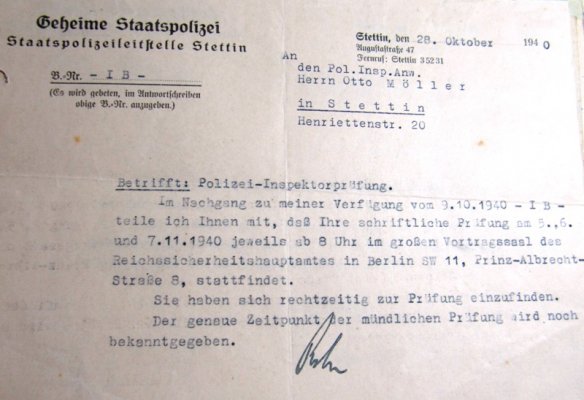 Geheime Staatspolizei
Staatspolizeileitstelle Stettin
B.-Nr. - I B -
(Es wird gebeten, im Antwortschreiben
obige B.-Nr. anzugeben.)
Stettin, den 28. Oktober 1940
Augustastraße 47
Fernruf: Stettin 35231
An
den Pol.Insp.Anw.
Herrn Otto Möller
in Stettin
Henriettenstr. 20
Betrifft: Polizei-Inspektorprüfung.
Im Nachgang zu meiner Verfügung vom 9.10.1940 - I B -
teile ich Ihnen mit, daß Ihre schriftliche Prüfung am 5.,6.
und 7.11.1940 jeweils ab 8 Uhr im großen Vortragssaal des
Reichssicherheitshauptamtes in Berlin SW 11, Prinz-Albrecht-
Straße 8, stattfindet.
Sie haben sich rechtzeitig zur Prüfung einzufinden.
Der genaue Zeitpunkt der mündlichen Prüfung wird noch
bekanntgegeben.